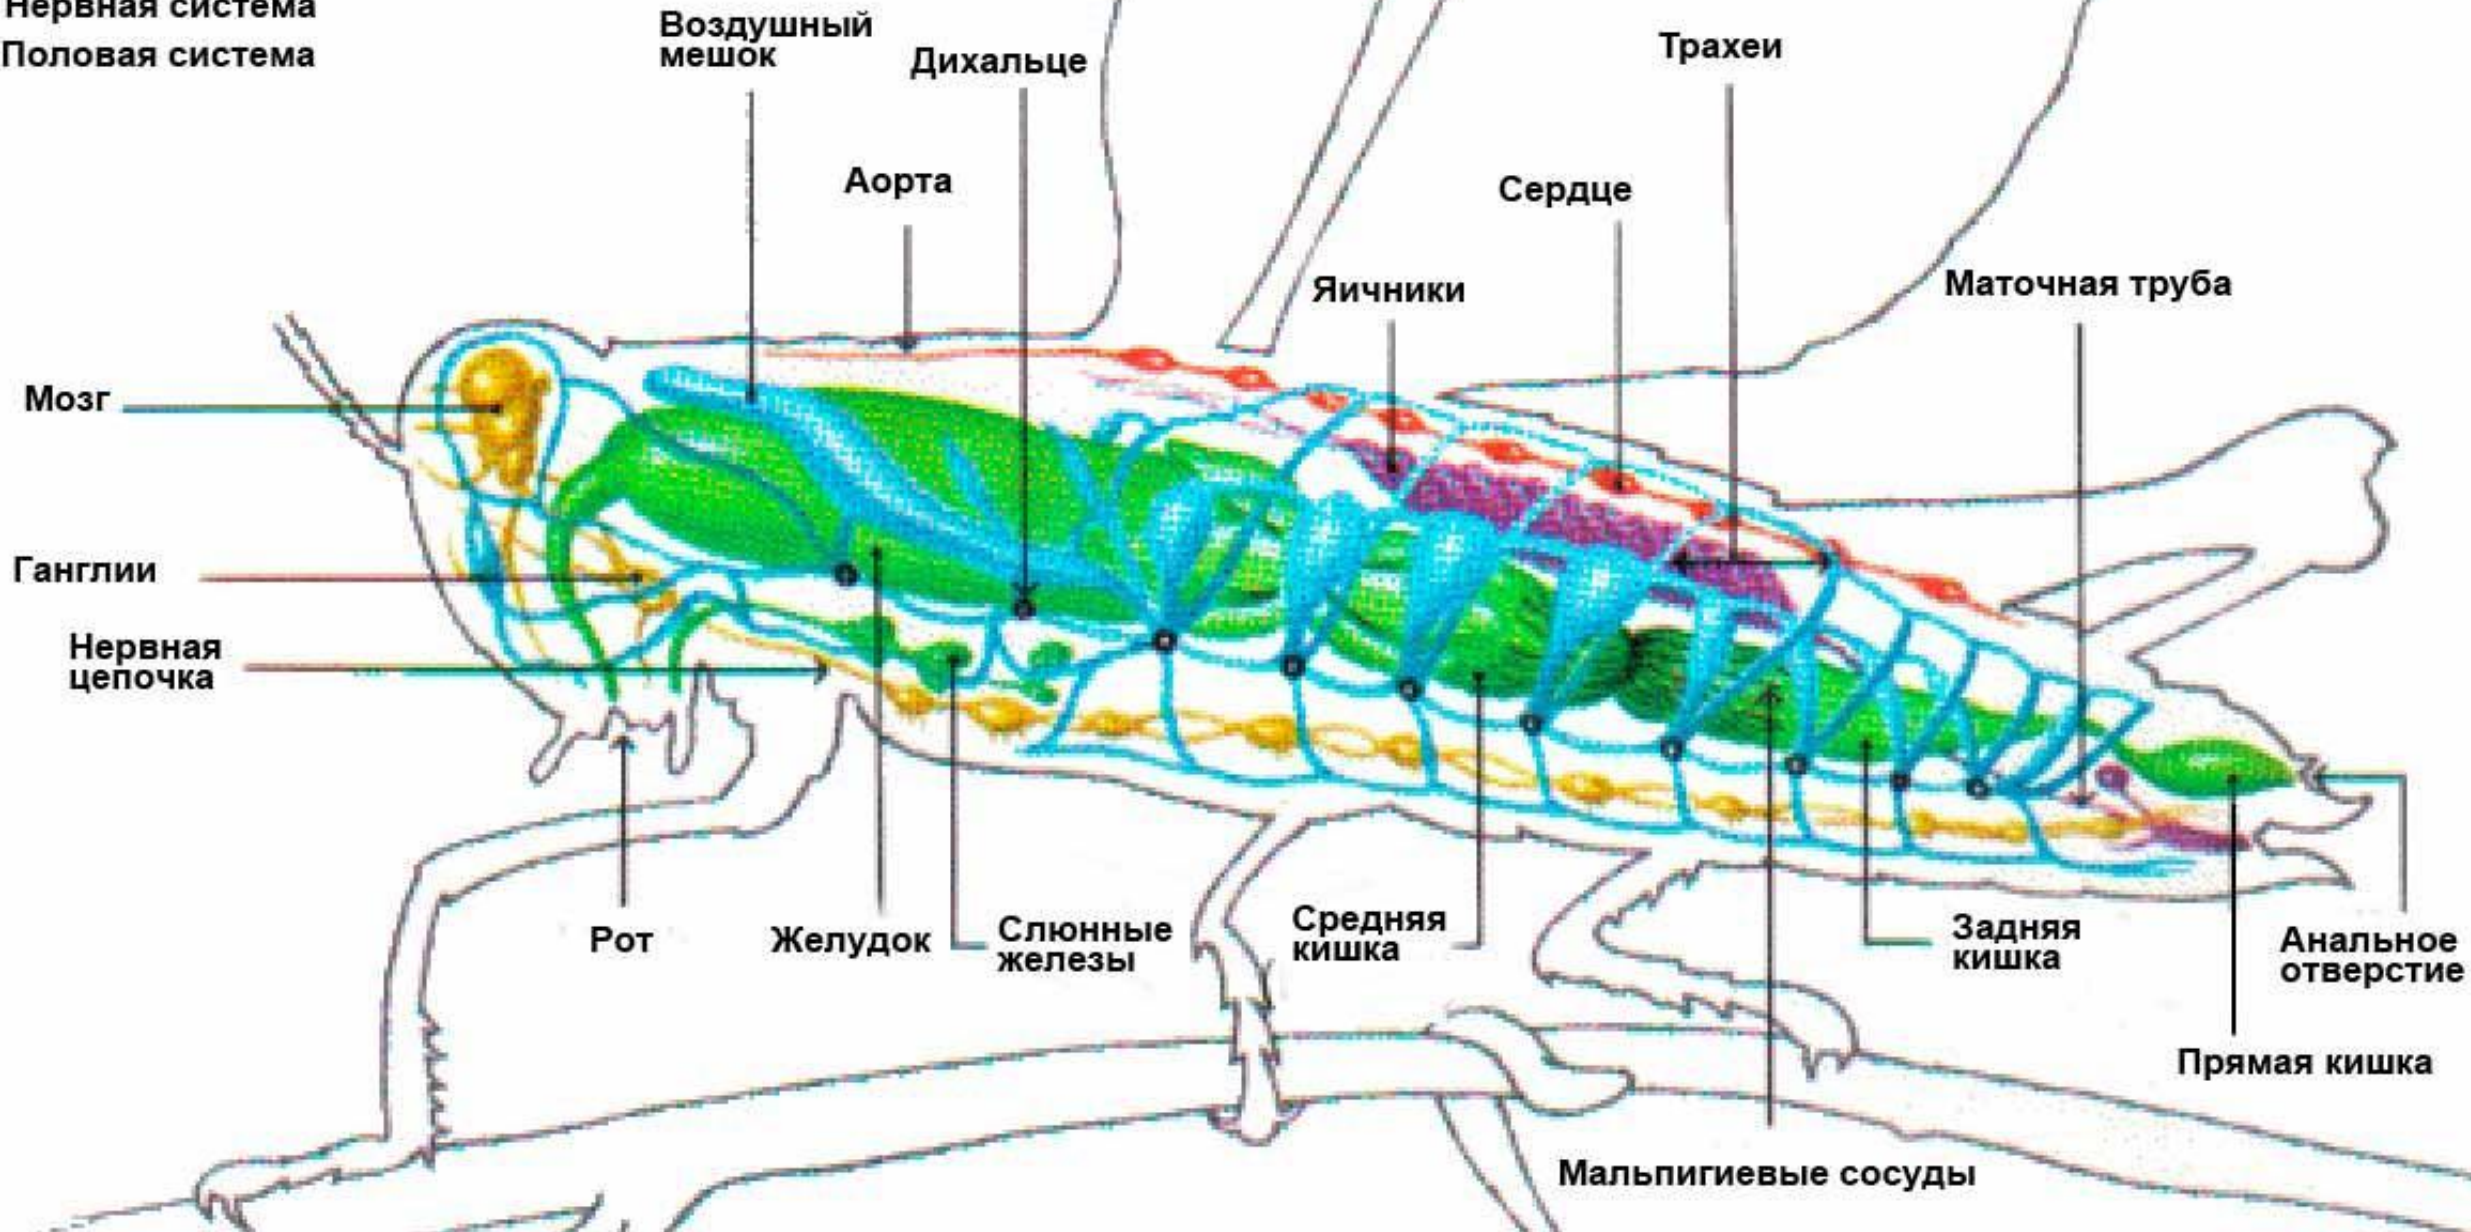 Нервная система
Половая система
Воздушный
мешок
Дихальце
Трахеи
Аорта
Сердце
Яичники
Маточная труба
Мозг
Ганглии
Нервная
цепочка
Рот
Желудок
Слюнные
железы
Средняя
кишка
Задняя
кишка
Анальное
отверстие
Прямая кишка
Мальпигиевые сосуды